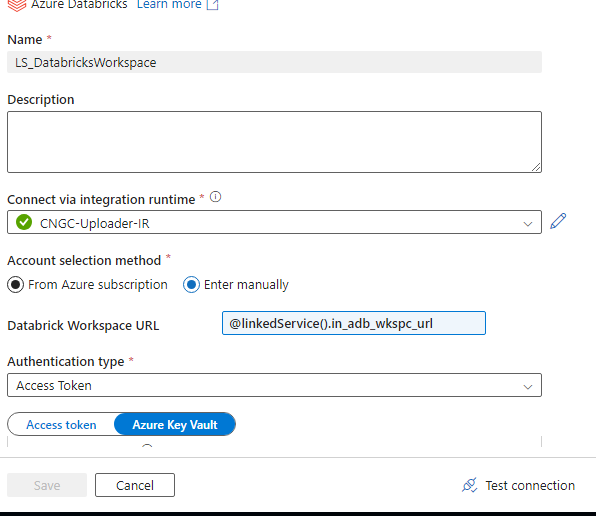 Azure Databricks Learn more
Name *
LS_DatabricksWorkspace
Description
Connect via integration runtime *
CNGC-Uploader-IR
Account selection method *
From Azure subscription Enter manually
Databrick Workspace URL @linkedService().in_adb_wkspc_url
Authentication type *
Access Token
Access token Azure Key Vault
Save Cancel Test connection